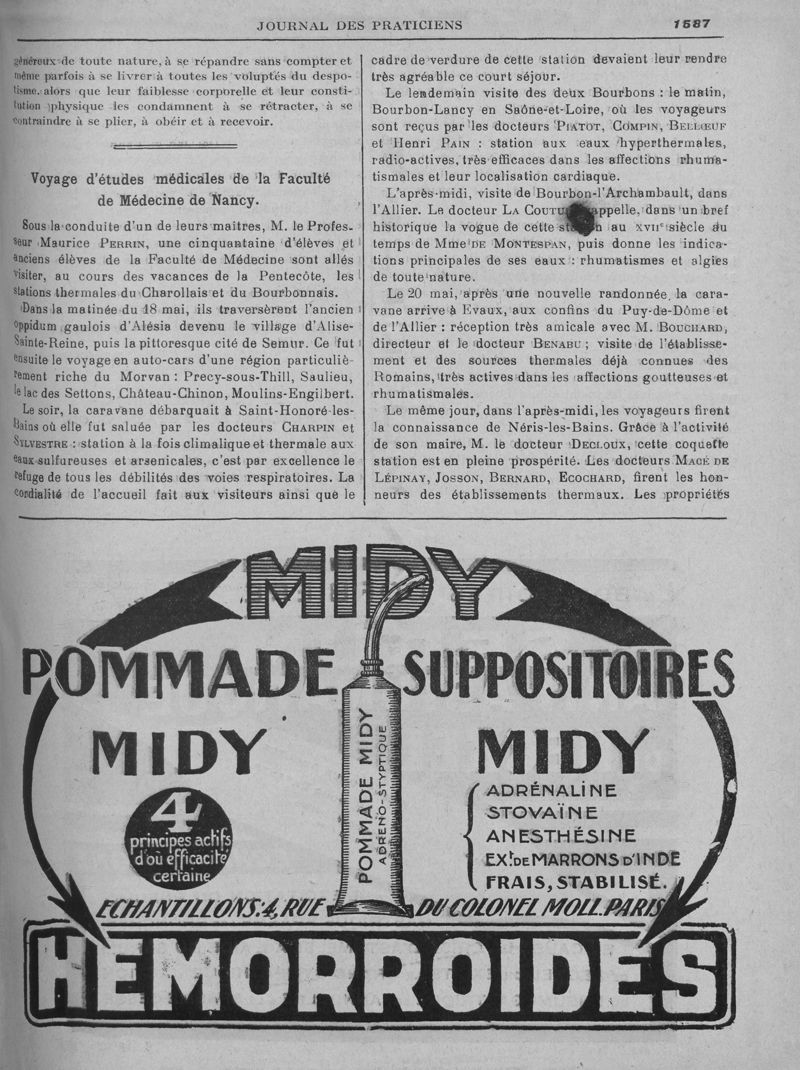 JOURNAL DES PRATICIENS 1587
généreux de toute nature, à se répandre sans compter et
même parfois à se livrer à toutes les voluptés du despo-
tisme. alors que leur faiblesse corporelle et leur consti-
tution physique les condamnent à se rétracter, à se
contraindre à se plier, à obéir et à recevoir.
Voyage d'études médicales de la Faculté
de Médecine de Nancy.
Sous la conduite d'un de leurs maitres, M. le Profes-
seur Maurice PERRIN, une cinquantaine d'élèves et
anciens élèves de la Faculté de Médecine sont allés
visiter, au cours des vacances de la Pentecôte, les
stations thermales du Charollais et du Bourbonnais.
Dans la matinée du 18 mai, ils traversèrent l'ancien
oppidum gaulois d'Alésia devenu le village d'Alise-
Sainte-Reine, puis la pittoresque cité de Semur. Ce fut
ensuite le voyage en auto-cars d'une région particuliè-
rement riche du Morvan : Precy-sous-Thill, Saulieu,
le lac des Settons, Château-Chinon, Moulins-Engilbert.
Le soir, la caravane débarquait à Saint-Honoré-les-
Bains où elle fut saluée par les docteurs CHARPIN et
SYLVESTRE : station à la fois climatique et thermale aux
eaux sulfureuses et arsenicales, c'est par excellence le
refuge de tous les débilités des voies respiratoires. La
cordialité de l'accueil fait aux visiteurs ainsi que le
cadre de verdure de cette station devaient leur rendre
très agréable ce court séjour.
Le lendemain visite des deux Bourbons : le matin,
Bourbon-Lancy en Saône-et-Loire, où les voyageurs
sont reçus par les docteurs PIATOT, COMPIN, BELLŒUF
et Henri PAIN : station aux eaux hyperthermales,
radio-actives, très efficaces dans les affections rhuma-
tismales et leur localisation cardiaque.
L'après-midi, visite de Bourbon-l'Archambault, dans
l'Allier. Le docteur LA appelle, dans un bref
historique la vogue de cette au XVIIe siècle du
temps de Mme DE MONTESPAN, puis donne les indica-
tions principales de ses eaux : rhumatismes et algies
de toute nature.
Le 20 mai, après une nouvelle randonnée, la cara-
vane arrive à Evaux, aux confins du Puy-de-Dôme et
de l'Allier : réception très amicale avec M. BOUCHARD,
directeur et le docteur BENABU ; visite de l'établisse-
ment et des sources thermales déjà connues des
Romains, très actives dans les affections goutteuses et
rhumatismales.
Le même jour, dans l'après-midi, les voyageurs firent
la connaissance de Néris-les-Bains. Grâce à l'activité
de son maire, M. le docteur DECLOUX, cette coquette
station est en pleine prospérité. Les docteurs MACÉ DE
LÉPINAY, JOSSON, BERNARD, ECOCHARD, firent les hon-
neurs des établissements thermaux. Les propriétés
MIDY
POMMADE SUPPOSITOIRES
MIDY MIDY
POMMADE MIDY
ADRENO-STYPTIQUE
4
principes actifs
d'où efficacité
certaine
ADRÉNALINE
STOVAÏNE
ANESTHÉSINE
EXt. DE MARRONS D'INDE
FRAIS, STABILISÉ.
ECHANTILLONS: 4, RUE DU COLONEL MOLL. PARIS
HEMORROIDES